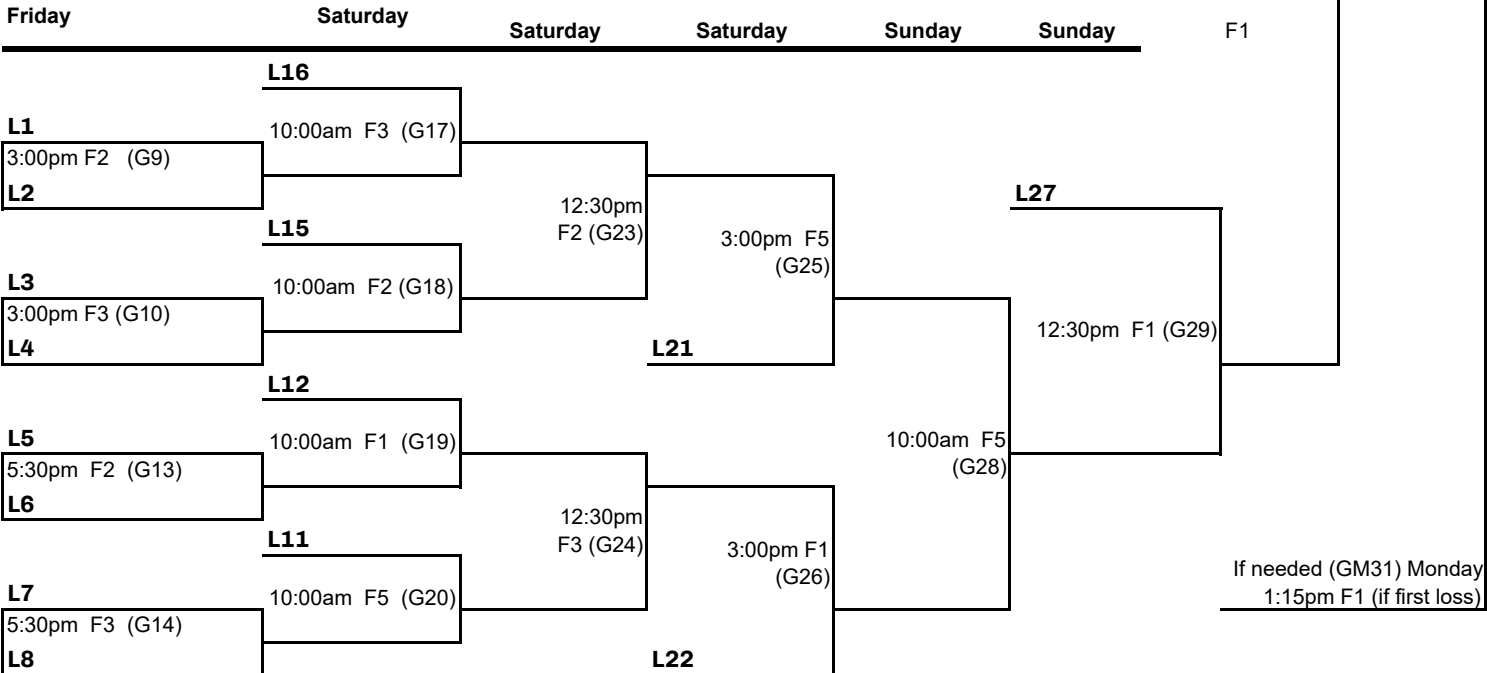 Friday
Saturday
Saturday
Saturday
Sunday
Sunday
F1
L16
L1
10:00am F3 (G17)
3:00pm F2 (G9)
L2
L15
12:30pm
F2 (G23)
L27
3:00pm F5
(G25)
L3
10:00am F2 (G18)
3:00pm F3 (G10)
L4
L21
12:30pm F1 (G29)
L12
L5
10:00am F1 (G19)
10:00am F5
(G28)
5:30pm F2 (G13)
L6
L11
12:30pm
F3 (G24)
3:00pm F1
(G26)
If needed (GM31) Monday
1:15pm F1 (if first loss)
L7
10:00am F5 (G20)
5:30pm F3 (G14)
L8
L22